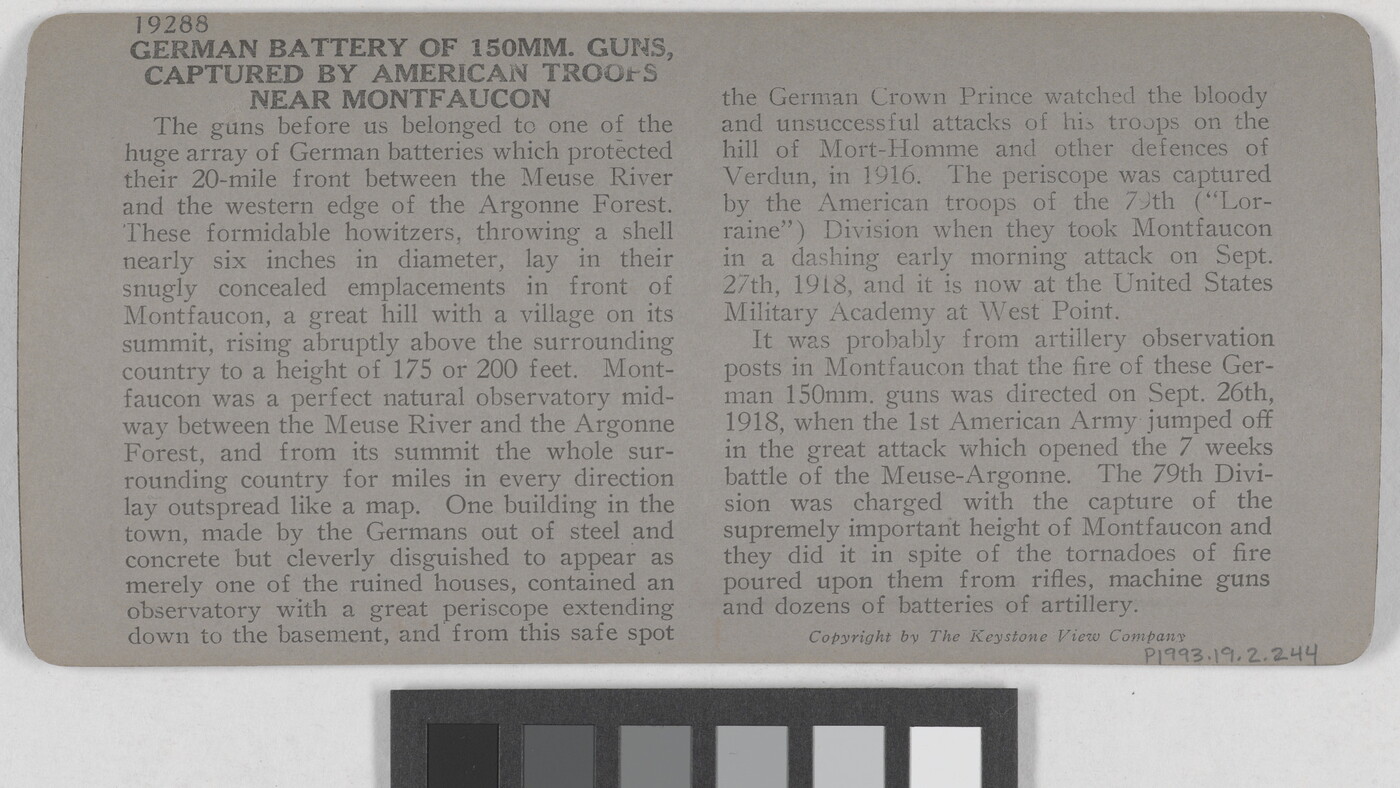 19288
GERMAN BATTERY OF 150MM. GUNS,
CAPTURED BY AMERICAN TROOPS
NEAR MONTFAUCON
The guns before us belonged to one of the
huge array of German batteries which protected
their 20-mile front between the Meuse River
and the western edge of the Argonne Forest.
These formidable howitzers, throwing a shell
nearly six inches in diameter, lay in their
snugly concealed emplacements in front of
Montfaucon, a great hill with a village on its
summit, rising abruptly above the surrounding
country to a height of 175 or 200 feet. Mont-
faucon was a perfect natural observatory mid-
way between the Meuse River and the Argonne
Forest, and from its summit the whole sur-
rounding country for miles in every direction
lay outspread like a map. One building in the
town, made by the Germans out of steel and
concrete but cleverly disguished to appear as
merely one of the ruined houses, contained an
observatory with a great periscope extending
down to the basement, and from this safe spot
the German Crown Prince watched the bloody
and unsuccessful attacks of his troops on the
hill of Mort-Homme and other defences of
Verdun, in 1916. The periscope was captured
by the American troops of the 79th ("Lor-
raine") Division when they took Montfaucon
in a dashing early morning attack on Sept.
27th, 1918, and it is now at the United States
Military Academy at West Point.
It was probably from artillery observation
posts in Montfaucon that the fire of these Ger-
man 150mm. guns was directed on Sept. 26th,
1918, when the 1st American Army jumped off
in the great attack which opened the 7 weeks
battle of the Meuse-Argonne. The 79th Divi-
sion was charged with the capture of the
supremely important height of Montfaucon and
they did it in spite of the tornadoes of fire
poured upon them from rifles, machine guns
and dozens of batteries of artillery.
Copyright by The Keystone View Company
P1993.19.2.244